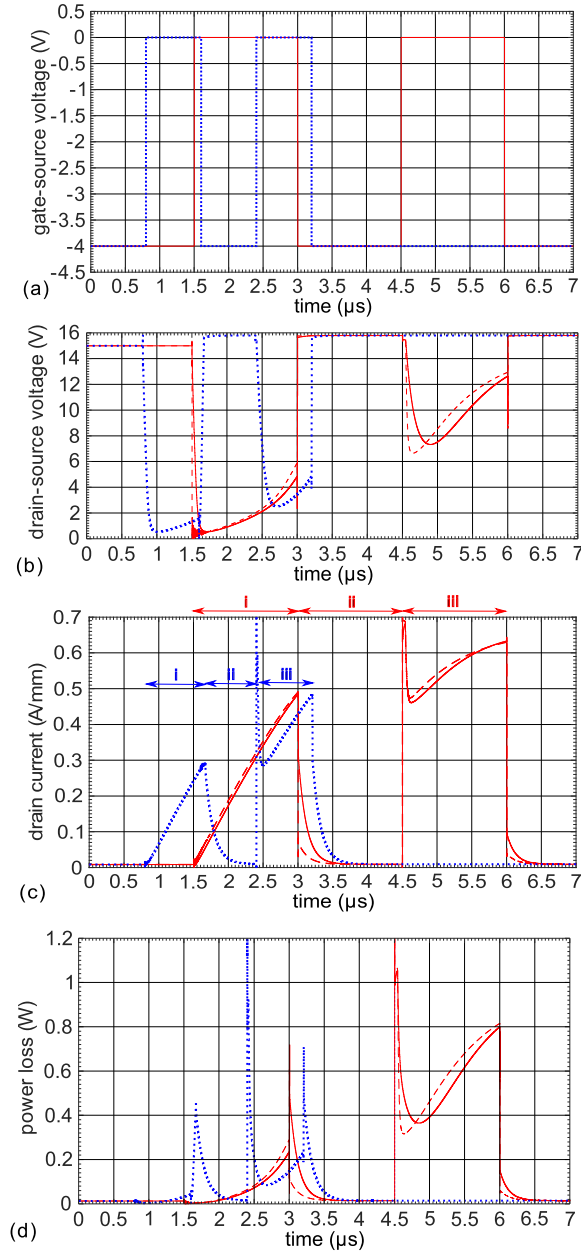 0.5
0
-0.5
-1
-1.5
-2
-2.5
-3
-3.5
-4
-4.5
gate-source voltage (V)
0 0.5 1 1.5 2 2.5 3 3.5 4 4.5 5 5.5 6 6.5 7
(a)
time (µs)
16
14
12
10
8
6
4
2
0
drain-source voltage (V)
0 0.5 1 1.5 2 2.5 3 3.5 4 4.5 5 5.5 6 6.5 7
(b)
time (µs)
i ii iii
i ii iii
0.7
0.6
0.5
0.4
0.3
0.2
0.1
0
drain current (A/mm)
0 0.5 1 1.5 2 2.5 3 3.5 4 4.5 5 5.5 6 6.5 7
(c)
time (µs)
1.2
1
0.8
0.6
0.4
0.2
0
power loss (W)
0 0.5 1 1.5 2 2.5 3 3.5 4 4.5 5 5.5 6 6.5 7
(d)
time (µs)